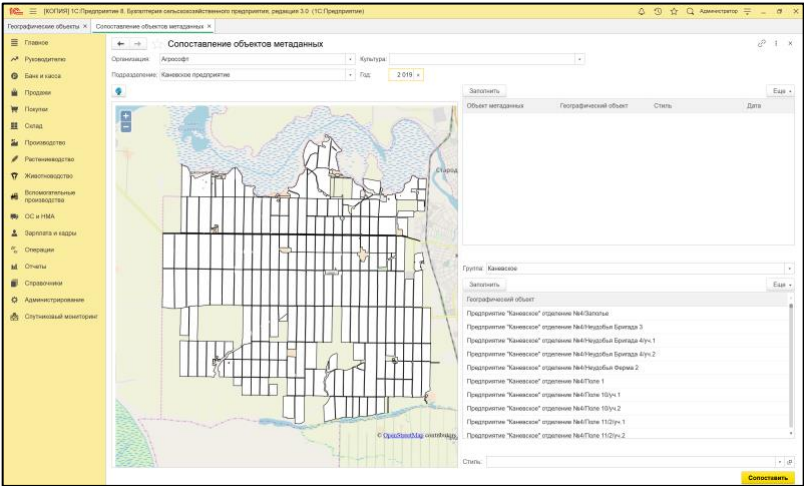 [КОПИЯ] 1С:Предприятие 8. Бухгалтерия сельскохозяйственного предприятия, редакция 3.0 (1С:Предприятие)
Администратор
Географические объекты × Сопоставление объектов метаданных ×
Главное
Руководителю
Банк и касса
Продажи
Покупки
Склад
Производство
Растениеводство
Животноводство
Вспомогательные
производства
ОС и НМА
Зарплата и кадры
Операции
Отчеты
Справочники
Администрирование
Спутниковый мониторинг
Сопоставление объектов метаданных
Организация: Агрософт Культура:
Подразделение: Каневское предприятие Год: 2 019
Заполнить Еще
Объект метаданных Географический объект Стиль Дата
Старод
© OpenStreetMap contributors
Группа: Каневское
Заполнить Еще
Географический объект
Предприятие "Каневское" отделение №4/Заполье
Предприятие "Каневское" отделение №4/Неудобья Бригада 3
Предприятие "Каневское" отделение №4/Неудобья Бригада 4/уч.1
Предприятие "Каневское" отделение №4/Неудобья Бригада 4/уч.2
Предприятие "Каневское" отделение №4/Неудобья Ферма 2
Предприятие "Каневское" отделение №4/Поле 1
Предприятие "Каневское" отделение №4/Поле 10/уч.1
Предприятие "Каневское" отделение №4/Поле 10/уч.2
Предприятие "Каневское" отделение №4/Поле 11/2/уч.1
Предприятие "Каневское" отделение №4/Поле 11/2/уч.2
Стиль:
Сопоставить